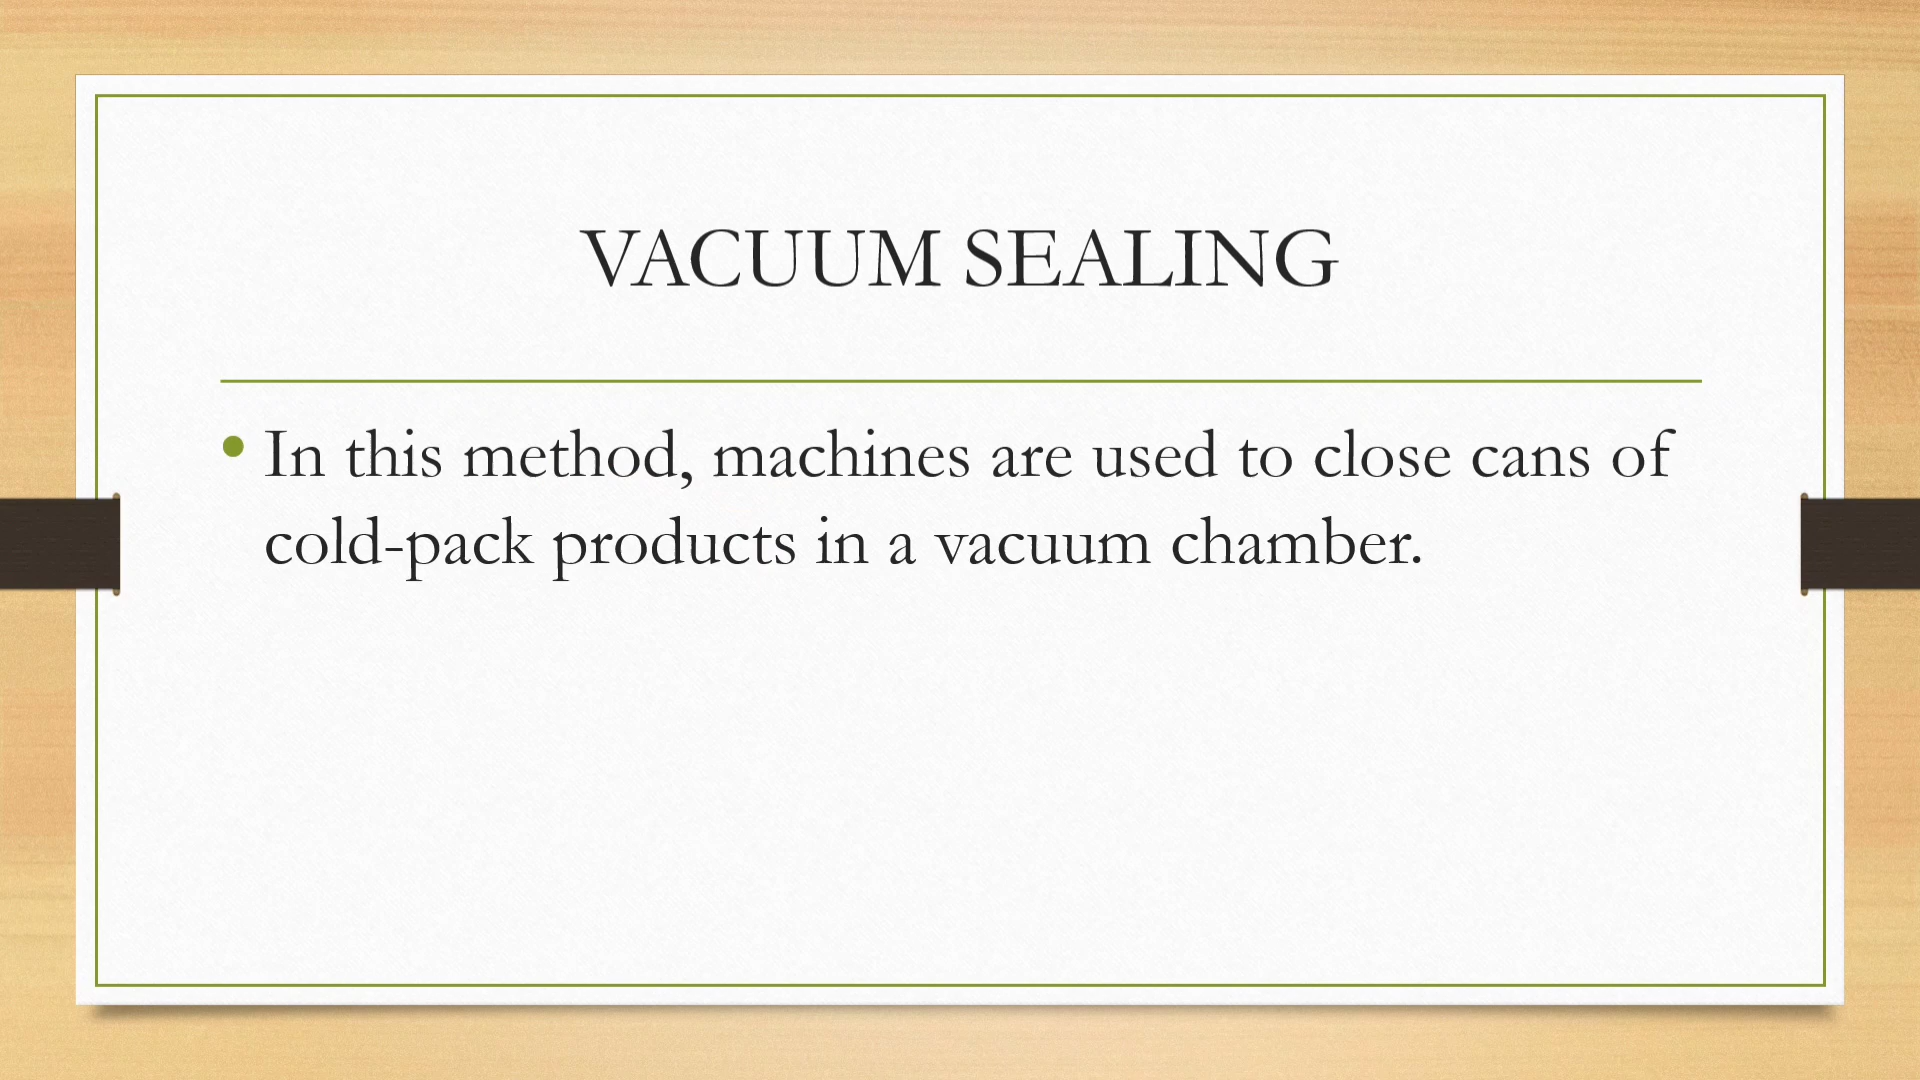 VACUUM SEALING
• In this method, machines are used to close cans of
cold-pack products in a vacuum chamber.